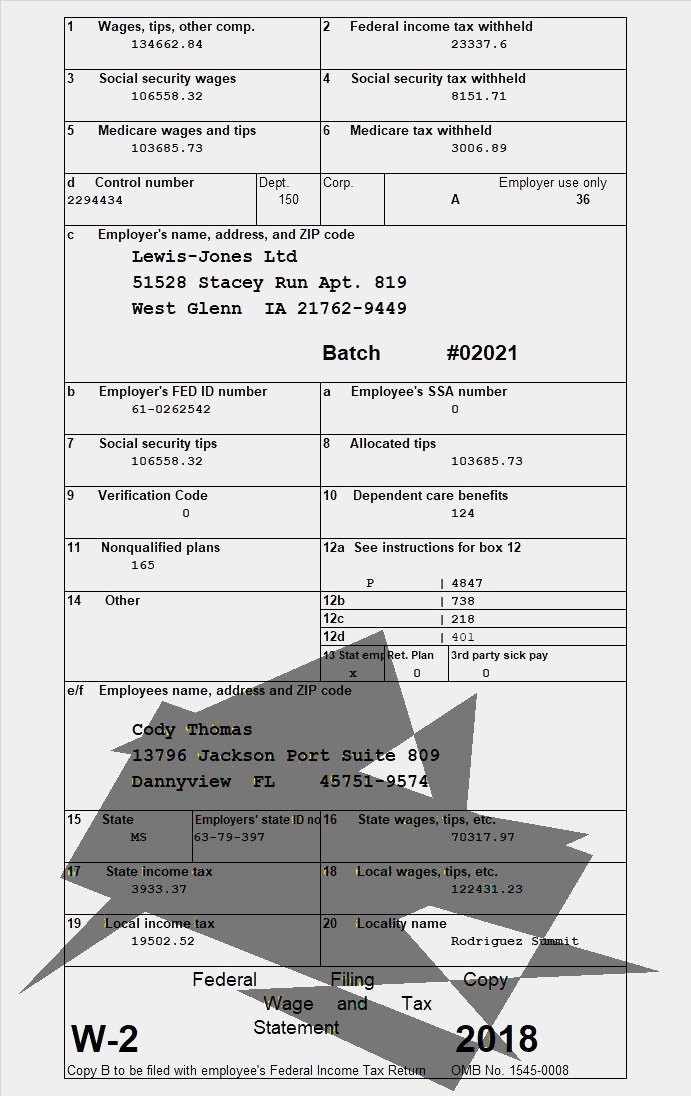 1 Wages, tips, other comp. 2 Federal income tax withheld
134662.84 23337.6
3 Social security wages 4 Social security tax withheld
106558.32 8151.71
5 Medicare wages and tips 6 Medicare tax withheld
103685.73 3006.89
d Control number Dept. Corp. Employer use only
2294434 150 A 36
c Employer's name, address, and ZIP code
Lewis-Jones Ltd
51528 Stacey Run Apt. 819
West Glenn IA 21762-9449
Batch #02021
b Employer's FED ID number a Employee's SSA number
61-0262542 0
7 Social security tips 8 Allocated tips
106558.32 103685.73
9 Verification Code 10 Dependent care benefits
0 124
11 Nonqualified plans 12a See instructions for box 12
165
P | 4847
14 Other 12b | 738
12c | 218
12d | 401
13 Stat emp Ret. Plan 3rd party sick pay
x 0 0
e/f Employees name, address and ZIP code
Cody Thomas
13796 Jackson Port Suite 809
Dannyview FL 45751-9574
15 State Employers' state ID no 16 State wages, tips, etc.
MS 63-79-397 70317.97
17 State income tax 18 Local wages, tips, etc.
3933.37 122431.23
19 Local income tax 20 Locality name
19502.52 Rodriguez Summit
Federal Filing Copy
Wage and Tax
Statement
W-2 2018
Copy B to be filed with employee's Federal Income Tax Return OMB No. 1545-0008